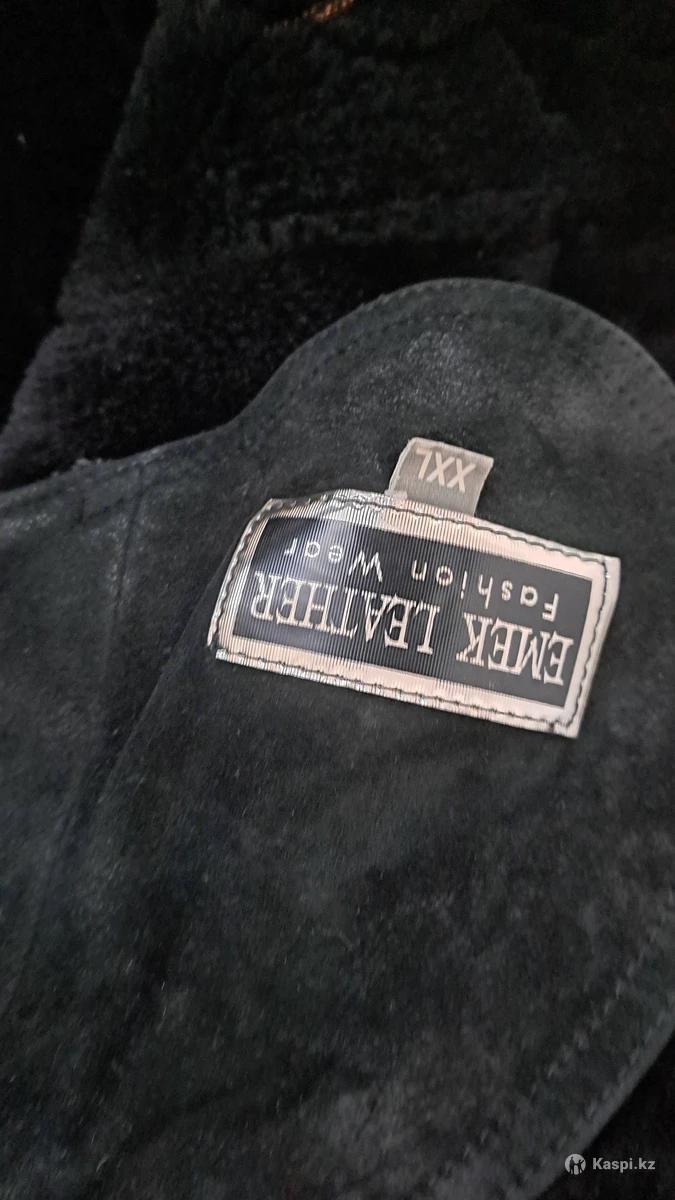 EMEK LEATHER
Fashion Wear
XXL
Kaspi.kz